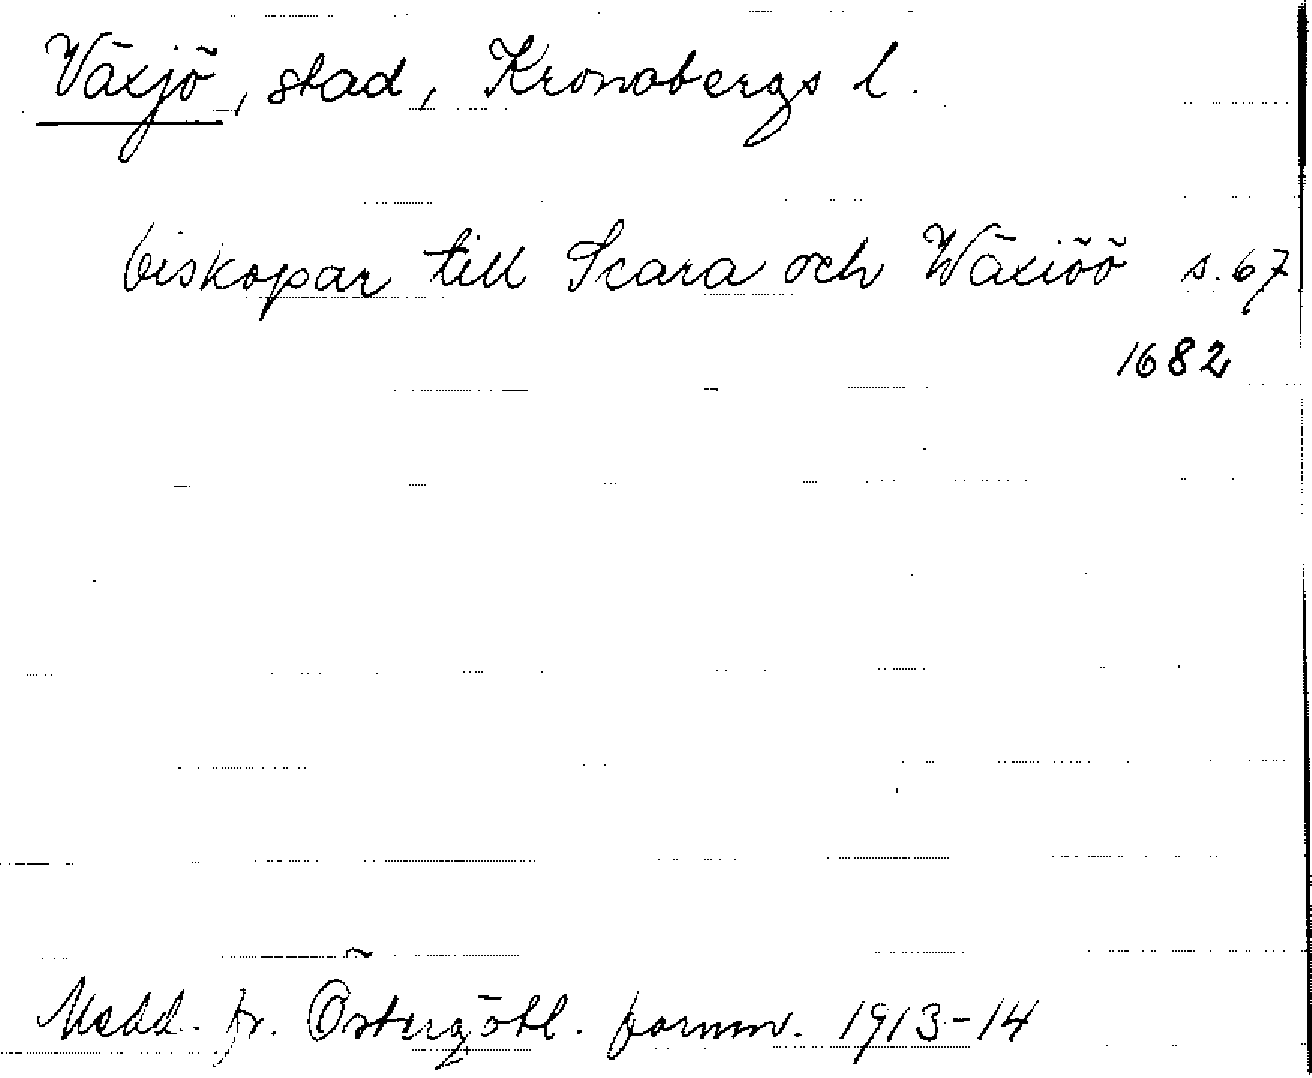 Växjö, stad, Kronobergs l.
biskopar till Scara och Wäxiöö s. 67
1682
Medd. fr. Östergötl. fornm. 1913-14